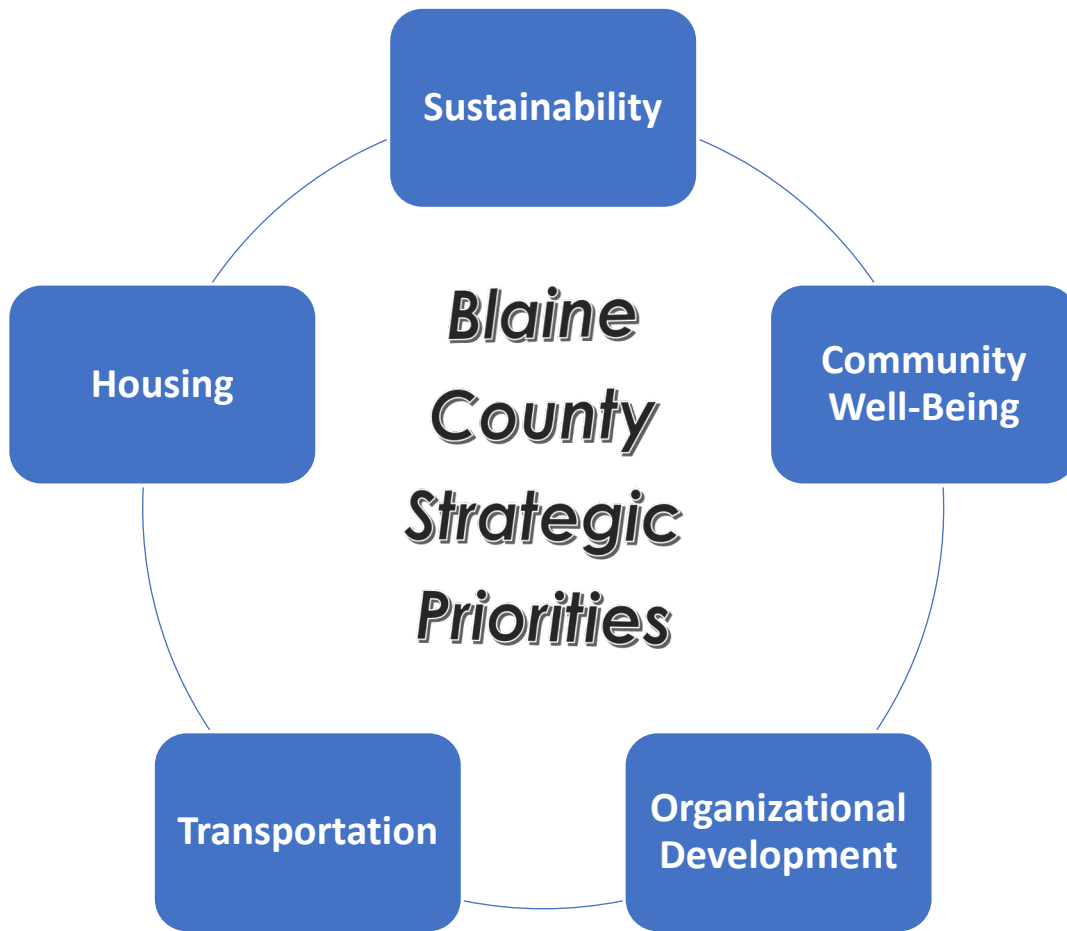 Sustainability
Housing
Community
Well-Being
Blaine
County
Strategic
Priorities
Transportation
Organizational
Development